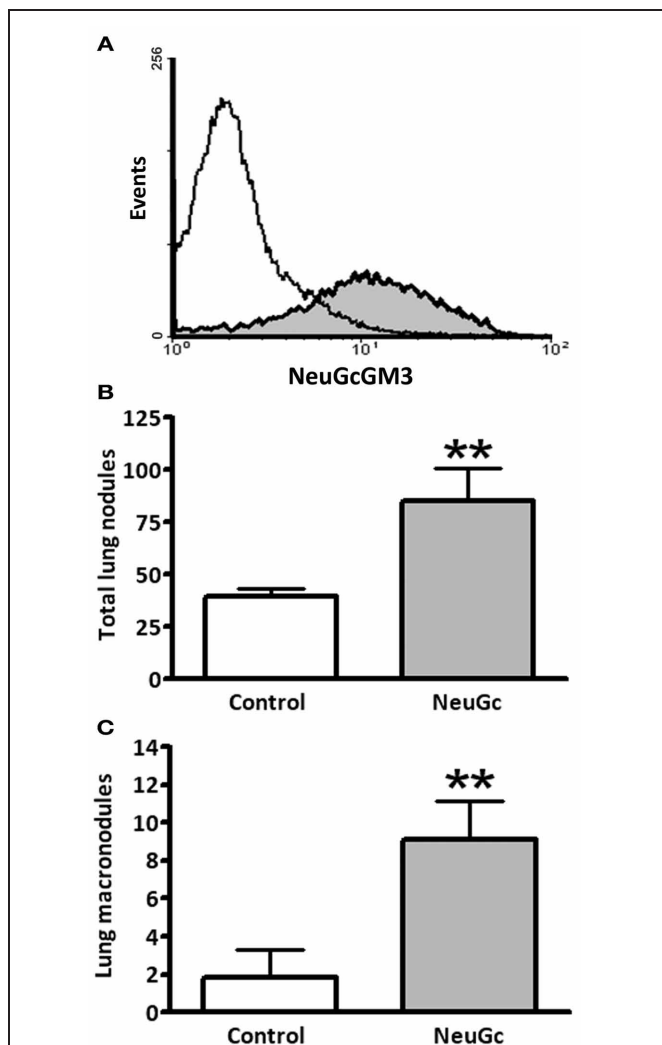 A
256
Events
0
10⁰ 10¹ 10²
NeuGcGM3
B
125
100
75
50
25
0
Total lung nodules
**
Control NeuGc
C
14
12
10
8
6
4
2
0
Lung macronodules
**
Control NeuGc